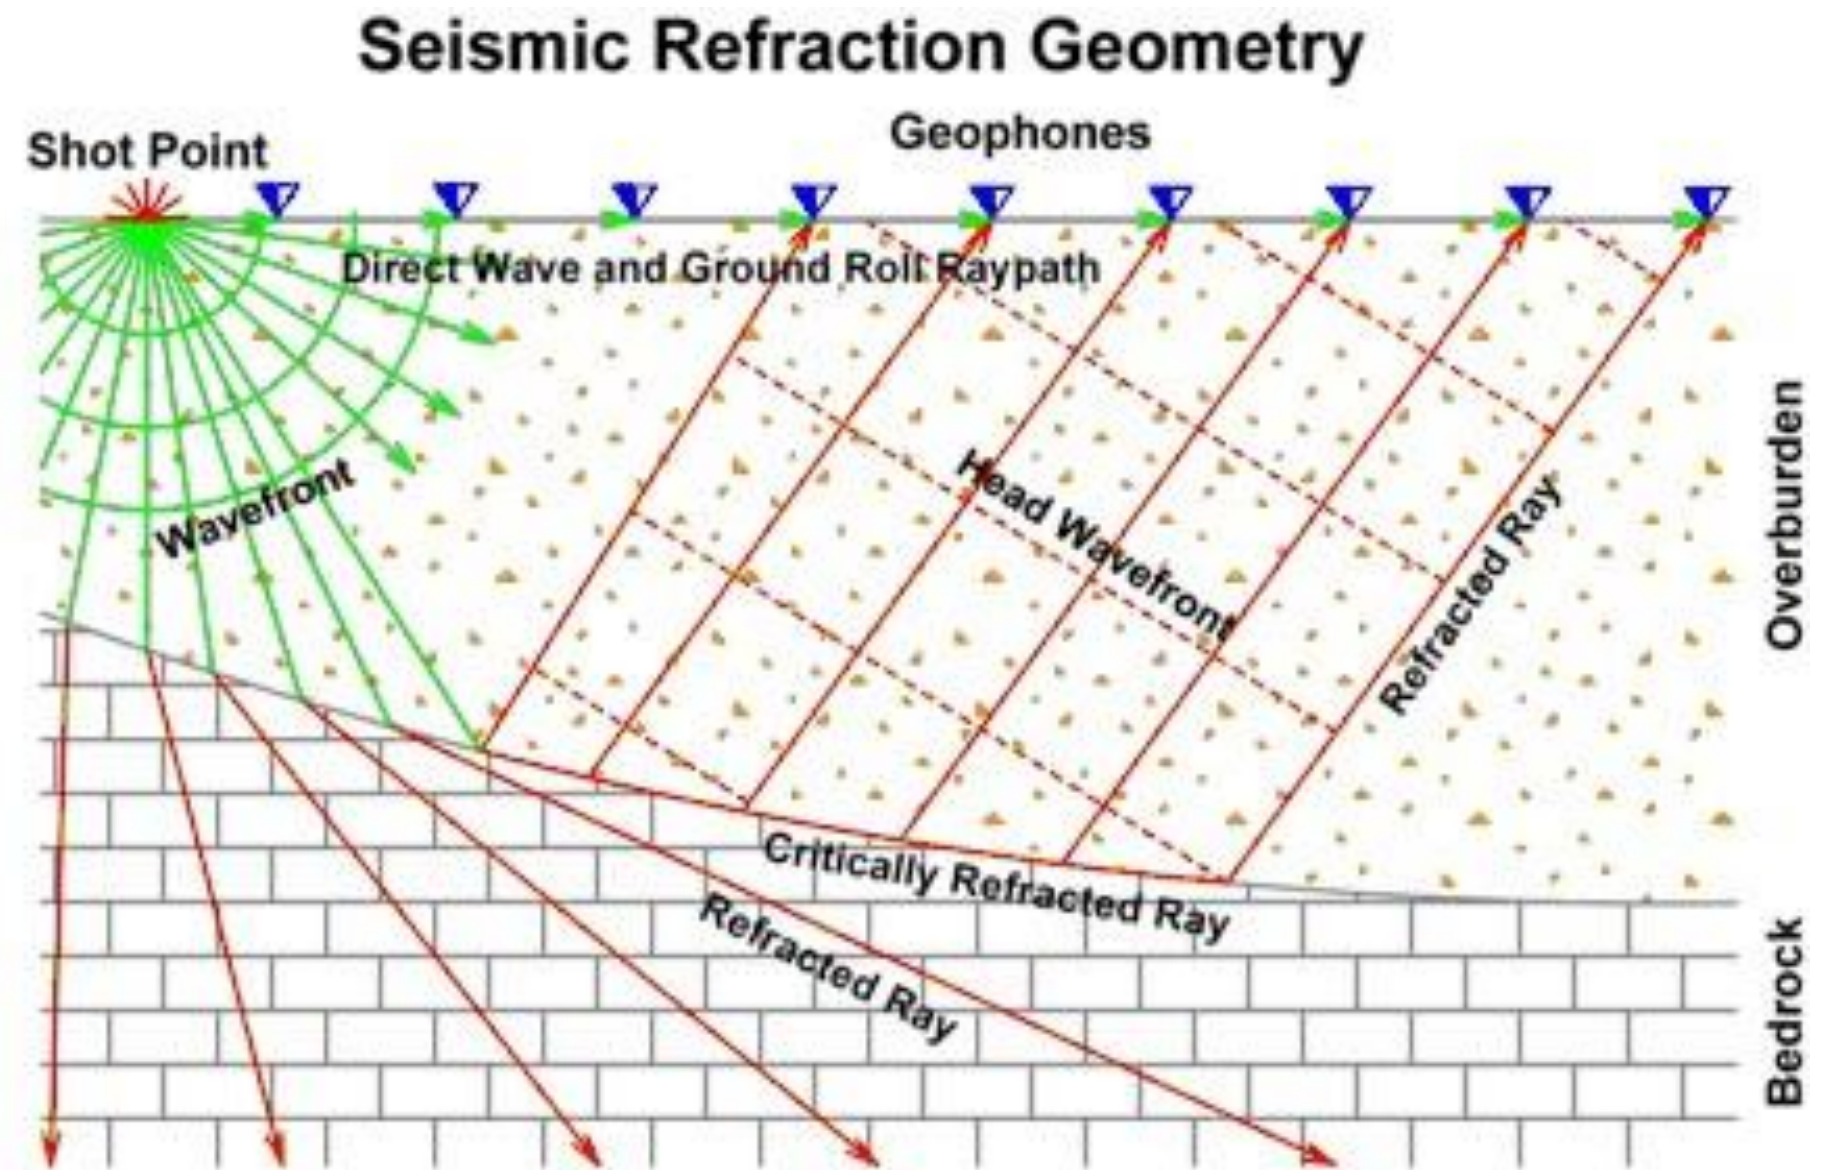 Seismic Refraction Geometry
Geophones
Shot Point
Direct Wave and Ground Roll Raypath
Wavefront
Head Wavefront
Refracted Ray
Overburden
Critically Refracted Ray
Refracted Ray
Bedrock